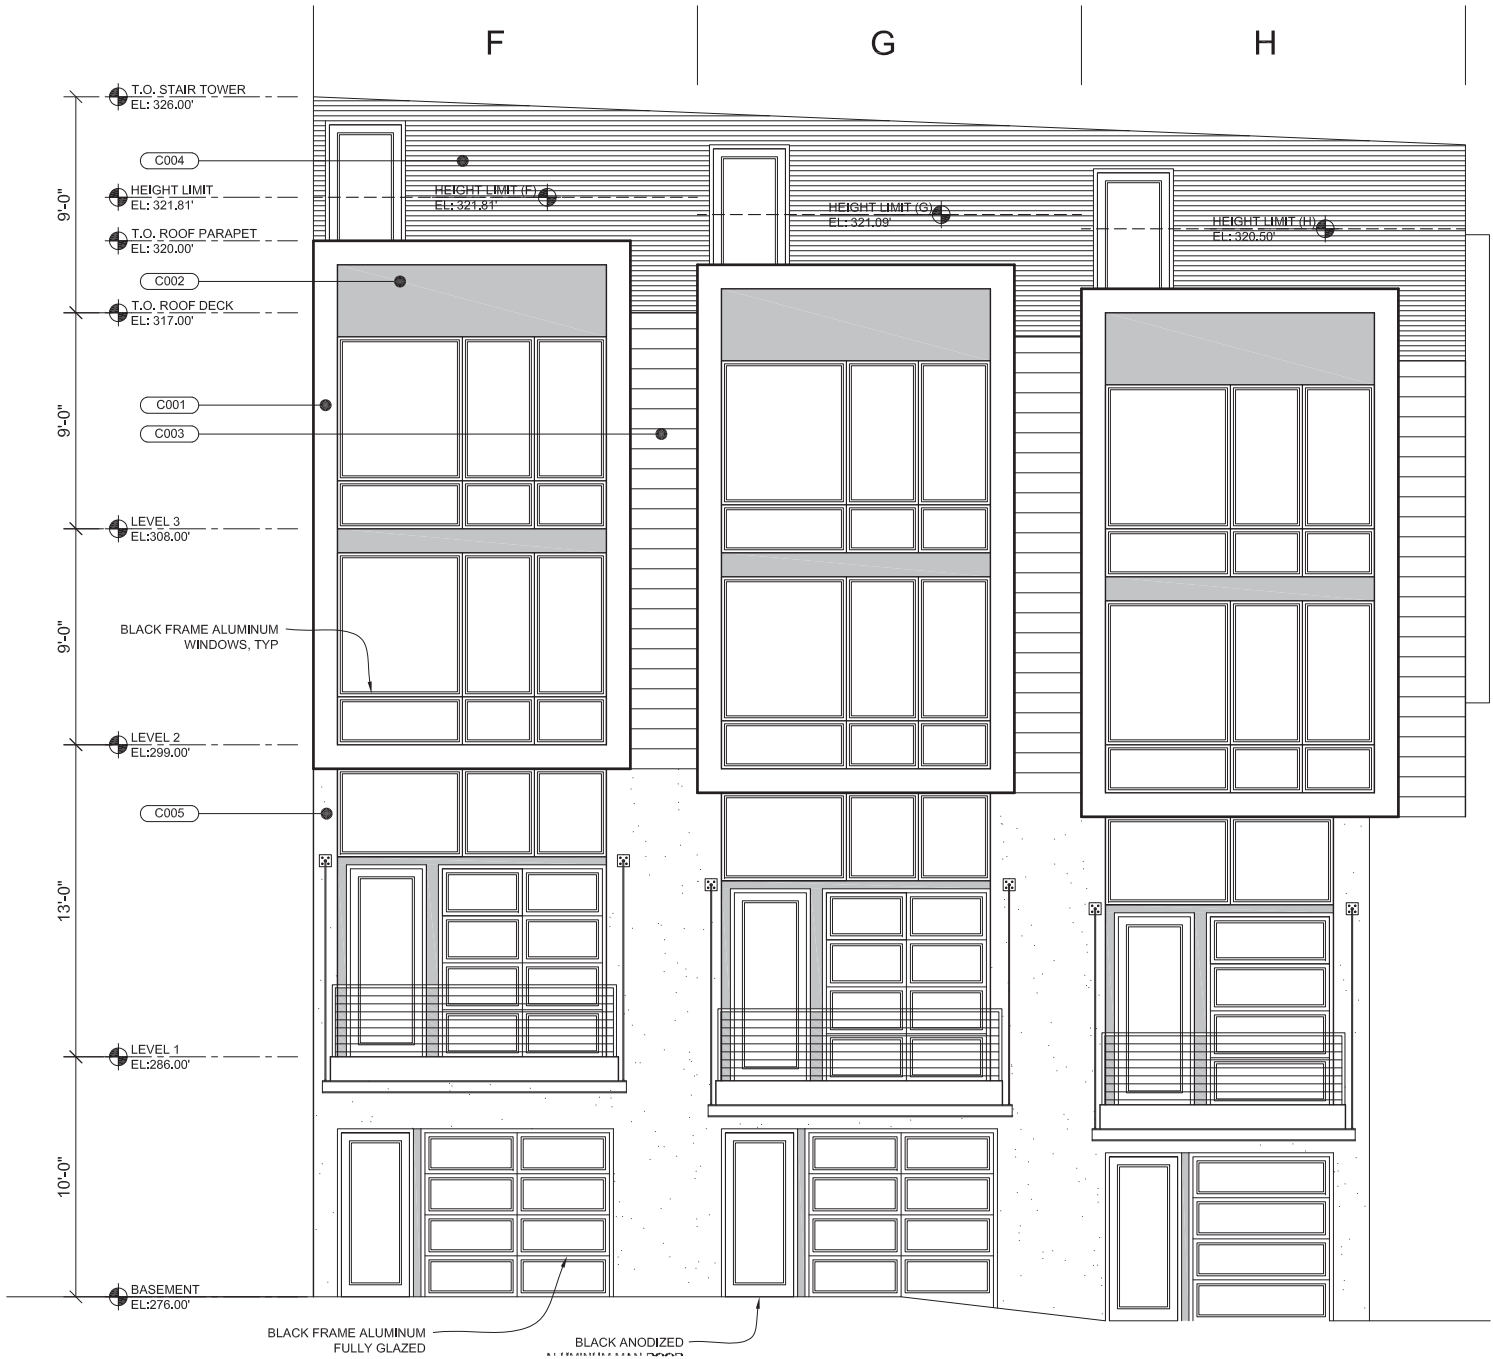 F
G
H
T.O. STAIR TOWER
EL: 326.00'
C004
9'-0"
HEIGHT LIMIT
EL: 321.81'
HEIGHT LIMIT (F)
EL: 321.81'
HEIGHT LIMIT (G)
EL: 321.09'
HEIGHT LIMIT (H)
EL: 320.50'
T.O. ROOF PARAPET
EL: 320.00'
C002
T.O. ROOF DECK
EL: 317.00'
9'-0"
C001
C003
LEVEL 3
EL:308.00'
9'-0"
BLACK FRAME ALUMINUM
WINDOWS, TYP
LEVEL 2
EL:299.00'
C005
13'-0"
LEVEL 1
EL:286.00'
10'-0"
BASEMENT
EL:276.00'
BLACK FRAME ALUMINUM
FULLY GLAZED
BLACK ANODIZED